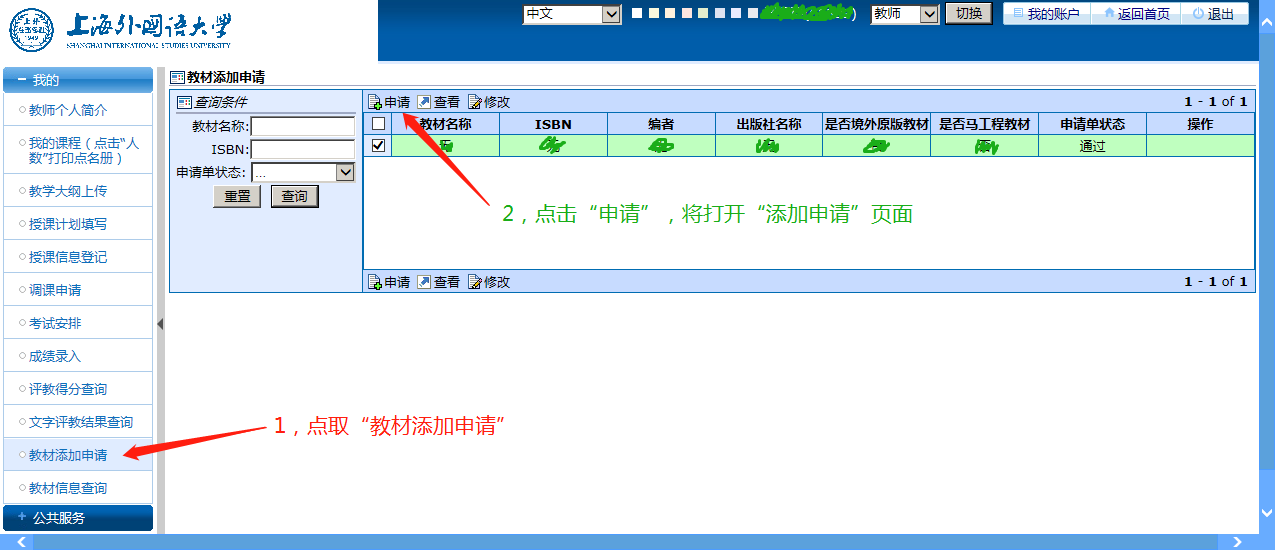 上海外国语大学
SHANGHAI INTERNATIONAL STUDIES UNIVERSITY
1949
中文
教师
切换
我的账户
返回首页
退出
我的
教师个人简介
我的课程（点击“人
数”打印点名册）
教学大纲上传
授课计划填写
授课信息登记
调课申请
考试安排
成绩录入
评教得分查询
文字评教结果查询
教材添加申请
教材信息查询
公共服务
教材添加申请
查询条件
教材名称:
ISBN:
申请单状态: ...
重置 查询
申请 查看 修改 1 - 1 of 1
教材名称 ISBN 编者 出版社名称 是否境外原版教材 是否马工程教材 申请单状态 操作
通过
2，点击“申请”，将打开“添加申请”页面
申请 查看 修改 1 - 1 of 1
1，点取“教材添加申请”